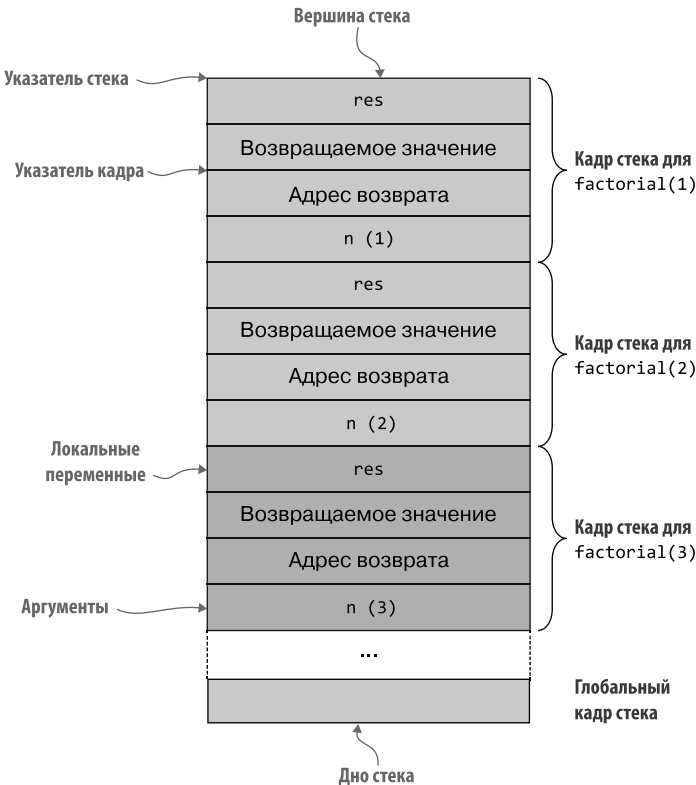 Вершина стека
Указатель стека
res
Возвращаемое значение
Указатель кадра
Адрес возврата
n (1)
Кадр стека для
factorial(1)
res
Возвращаемое значение
Адрес возврата
n (2)
Кадр стека для
factorial(2)
Локальные
переменные
res
Возвращаемое значение
Адрес возврата
Кадр стека для
factorial(3)
Аргументы
n (3)
...
Глобальный
кадр стека
Дно стека